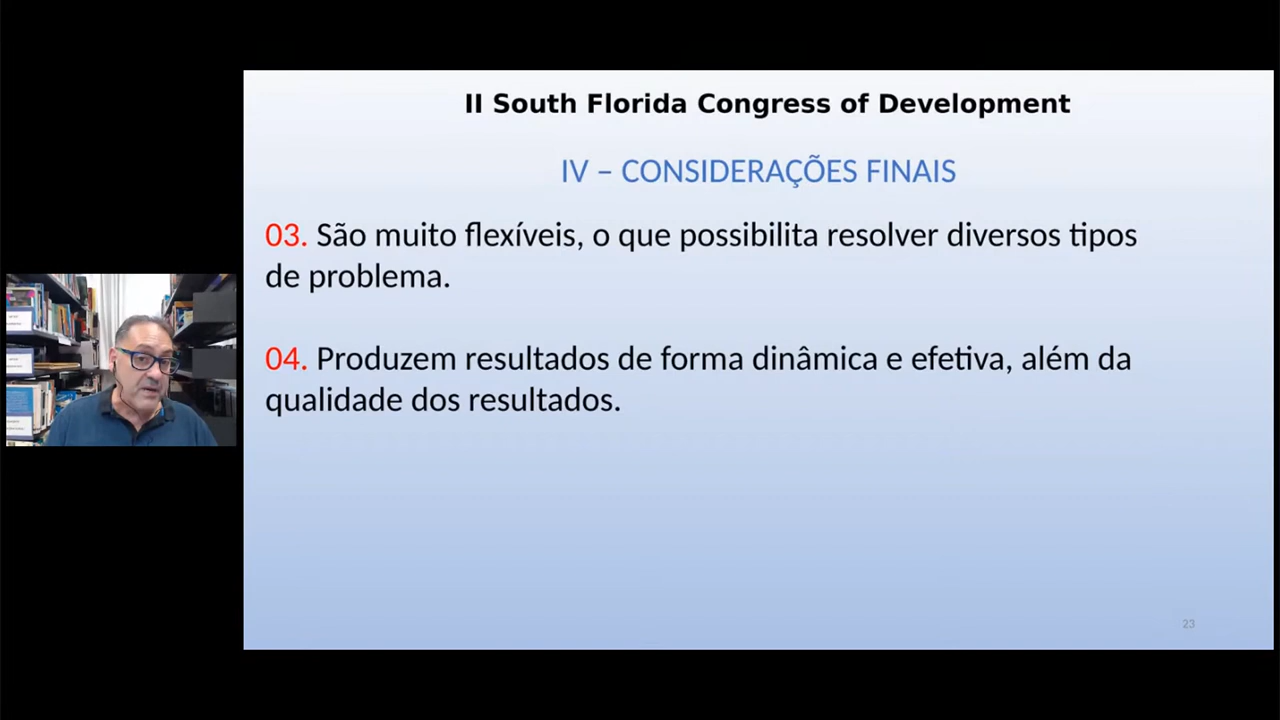 II South Florida Congress of Development
IV – CONSIDERAÇÕES FINAIS
03. São muito flexíveis, o que possibilita resolver diversos tipos
de problema.
04. Produzem resultados de forma dinâmica e efetiva, além da
qualidade dos resultados.
23